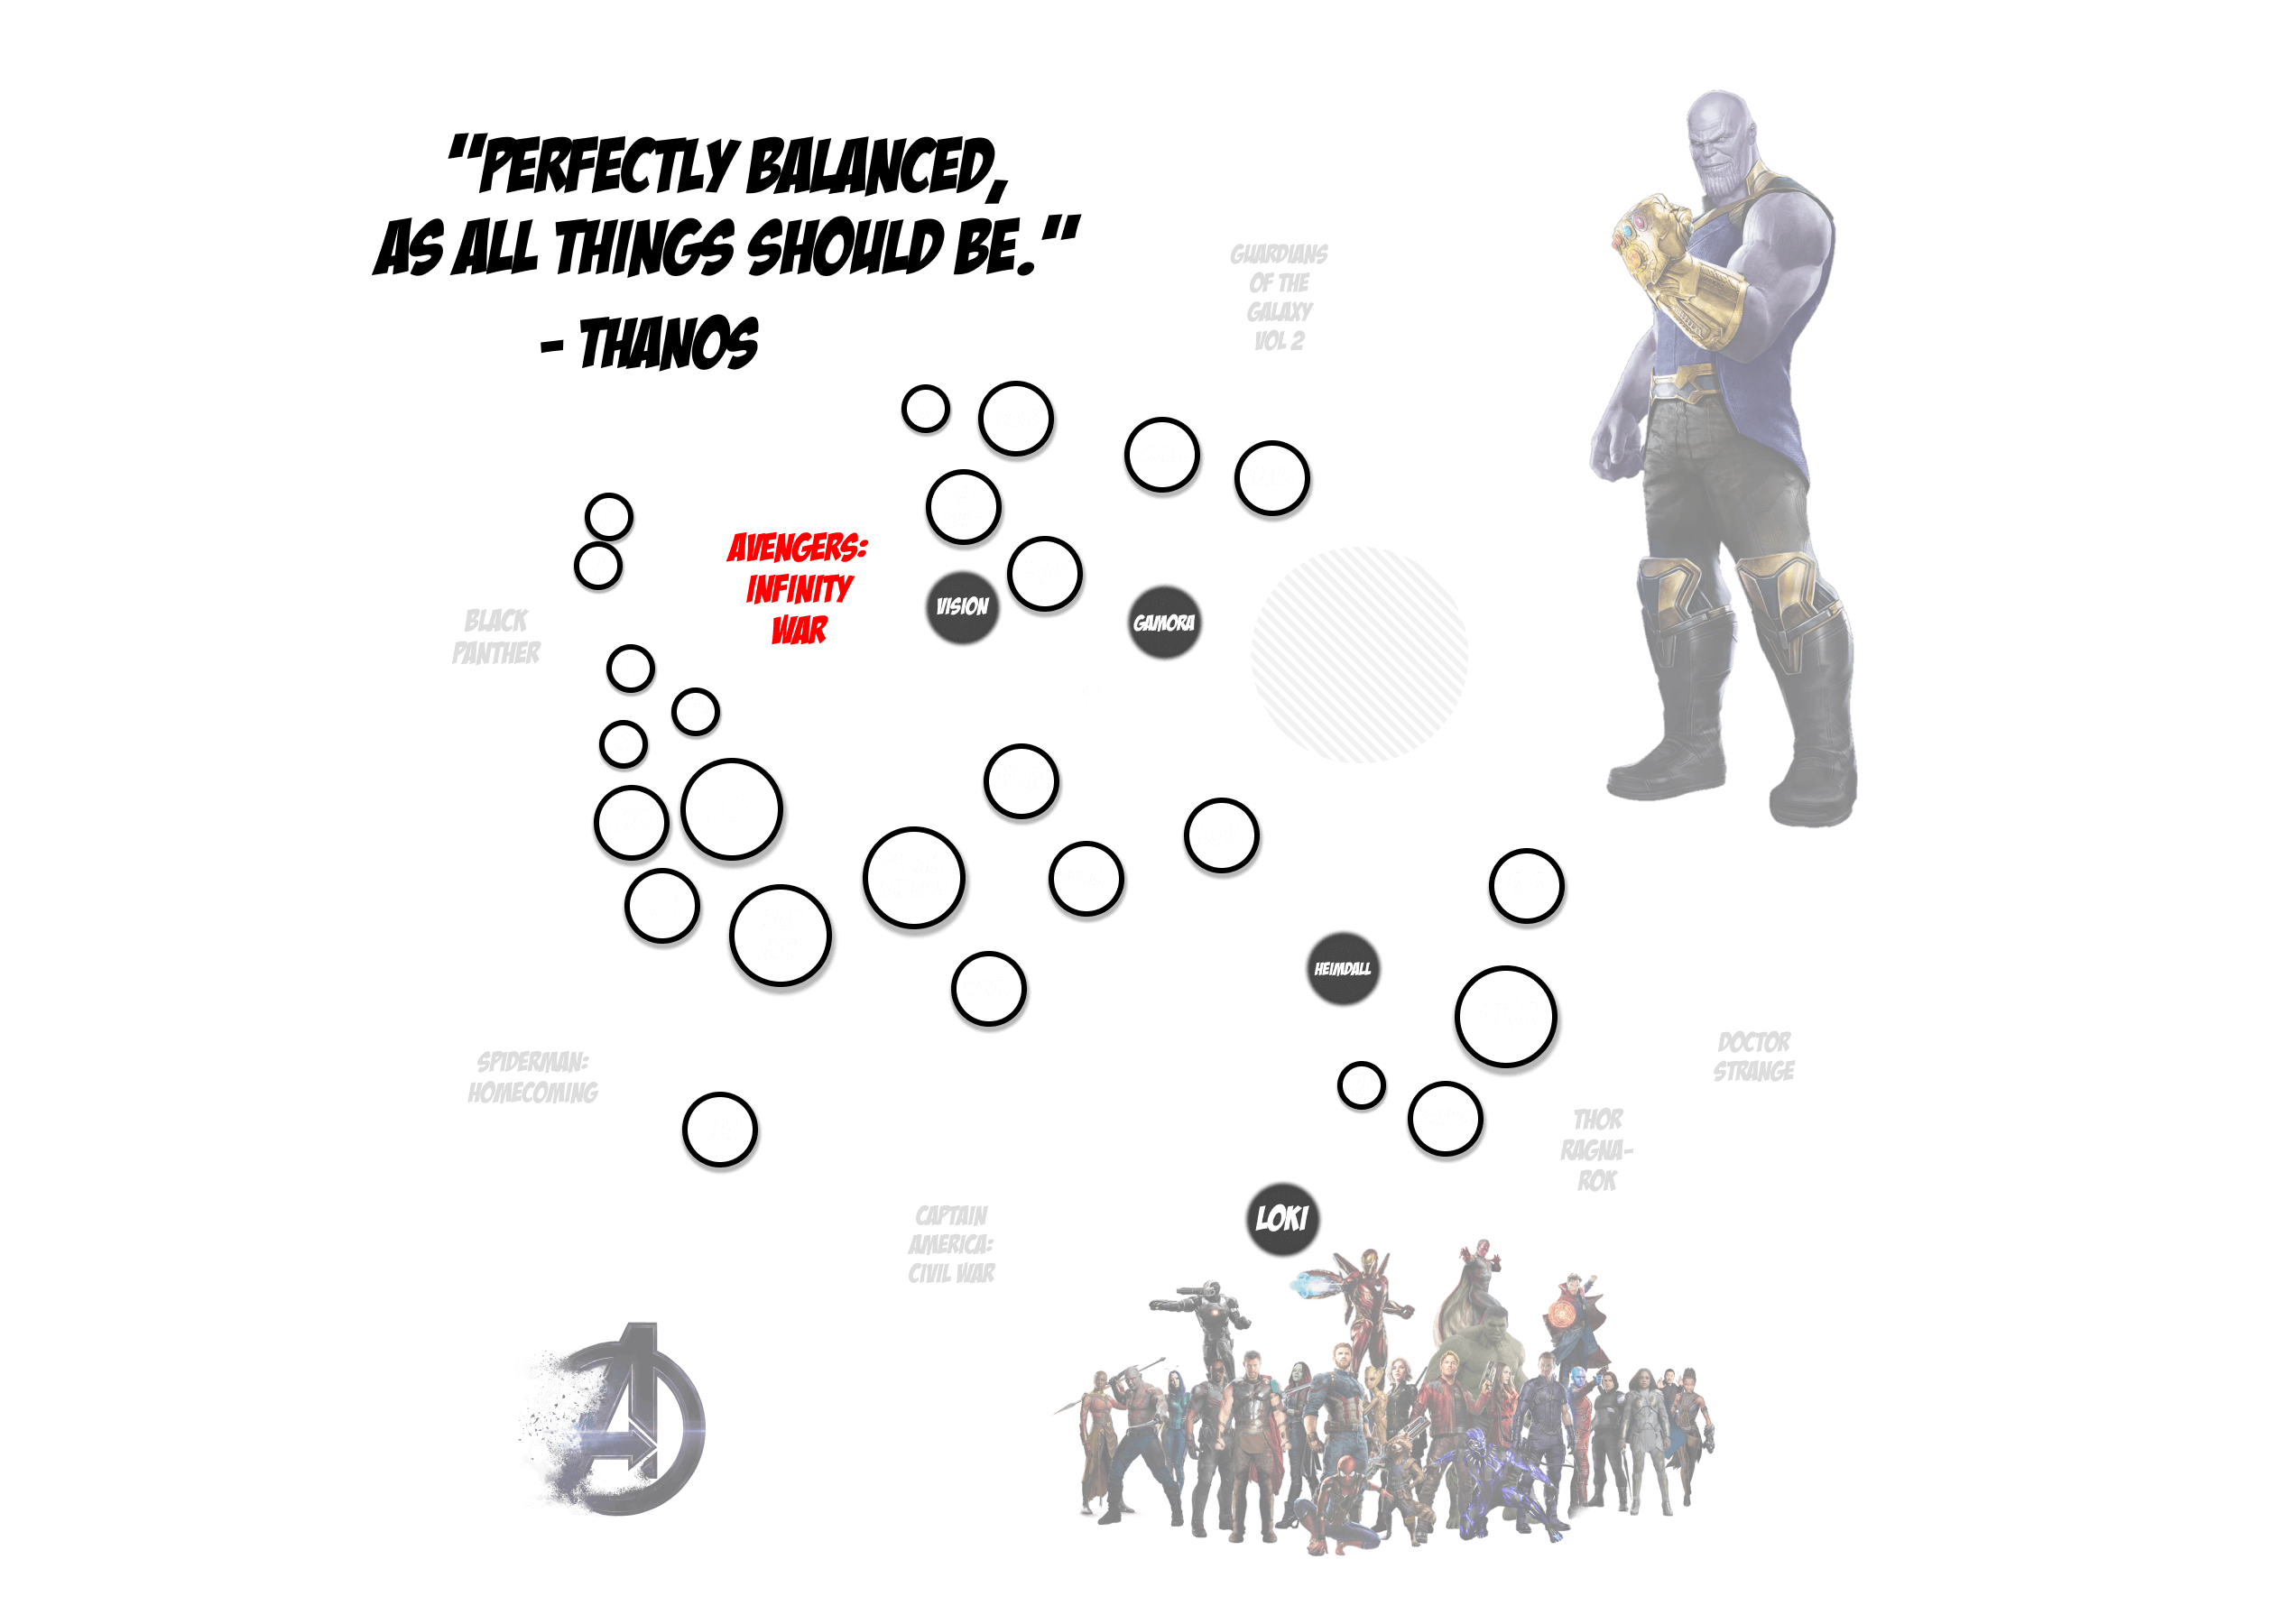 "PERFECTLY BALANCED,
AS ALL THINGS SHOULD BE."
- THANOS
GUARDIANS
OF THE
GALAXY
VOL 2
AVENGERS:
INFINITY
WAR
VISION
GAMORA
BLACK
PANTHER
HEIMDALL
DOCTOR
STRANGE
SPIDERMAN:
HOMECOMING
THOR
RAGNA-
ROK
LOKI
CAPTAIN
AMERICA:
CIVIL WAR